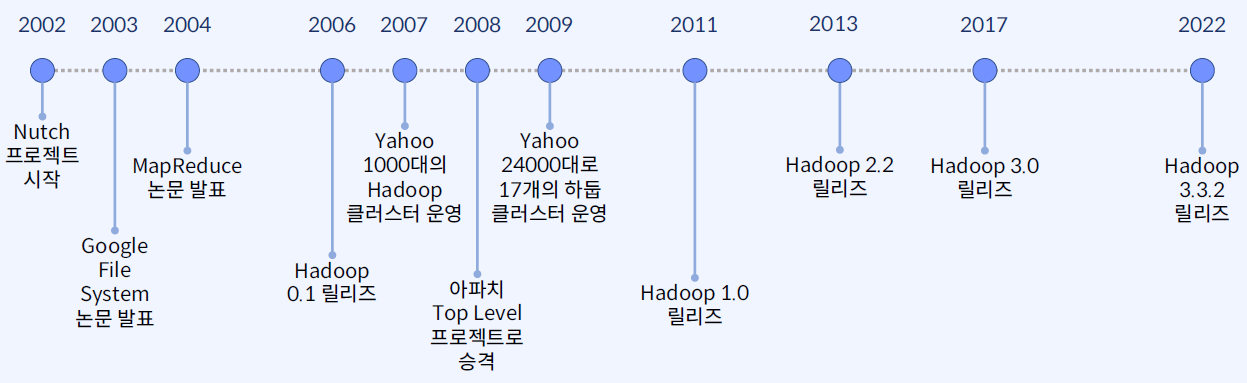 2002
2003
2004
2006
2007
2008
2009
2011
2013
2017
2022
Nutch
프로젝트
시작
Google
File
System
논문 발표
MapReduce
논문 발표
Hadoop
0.1 릴리즈
Yahoo
1000대의
Hadoop
클러스터 운영
아파치
Top Level
프로젝트로
승격
Yahoo
24000대로
17개의 하둡
클러스터 운영
Hadoop 1.0
릴리즈
Hadoop 2.2
릴리즈
Hadoop 3.0
릴리즈
Hadoop
3.3.2
릴리즈